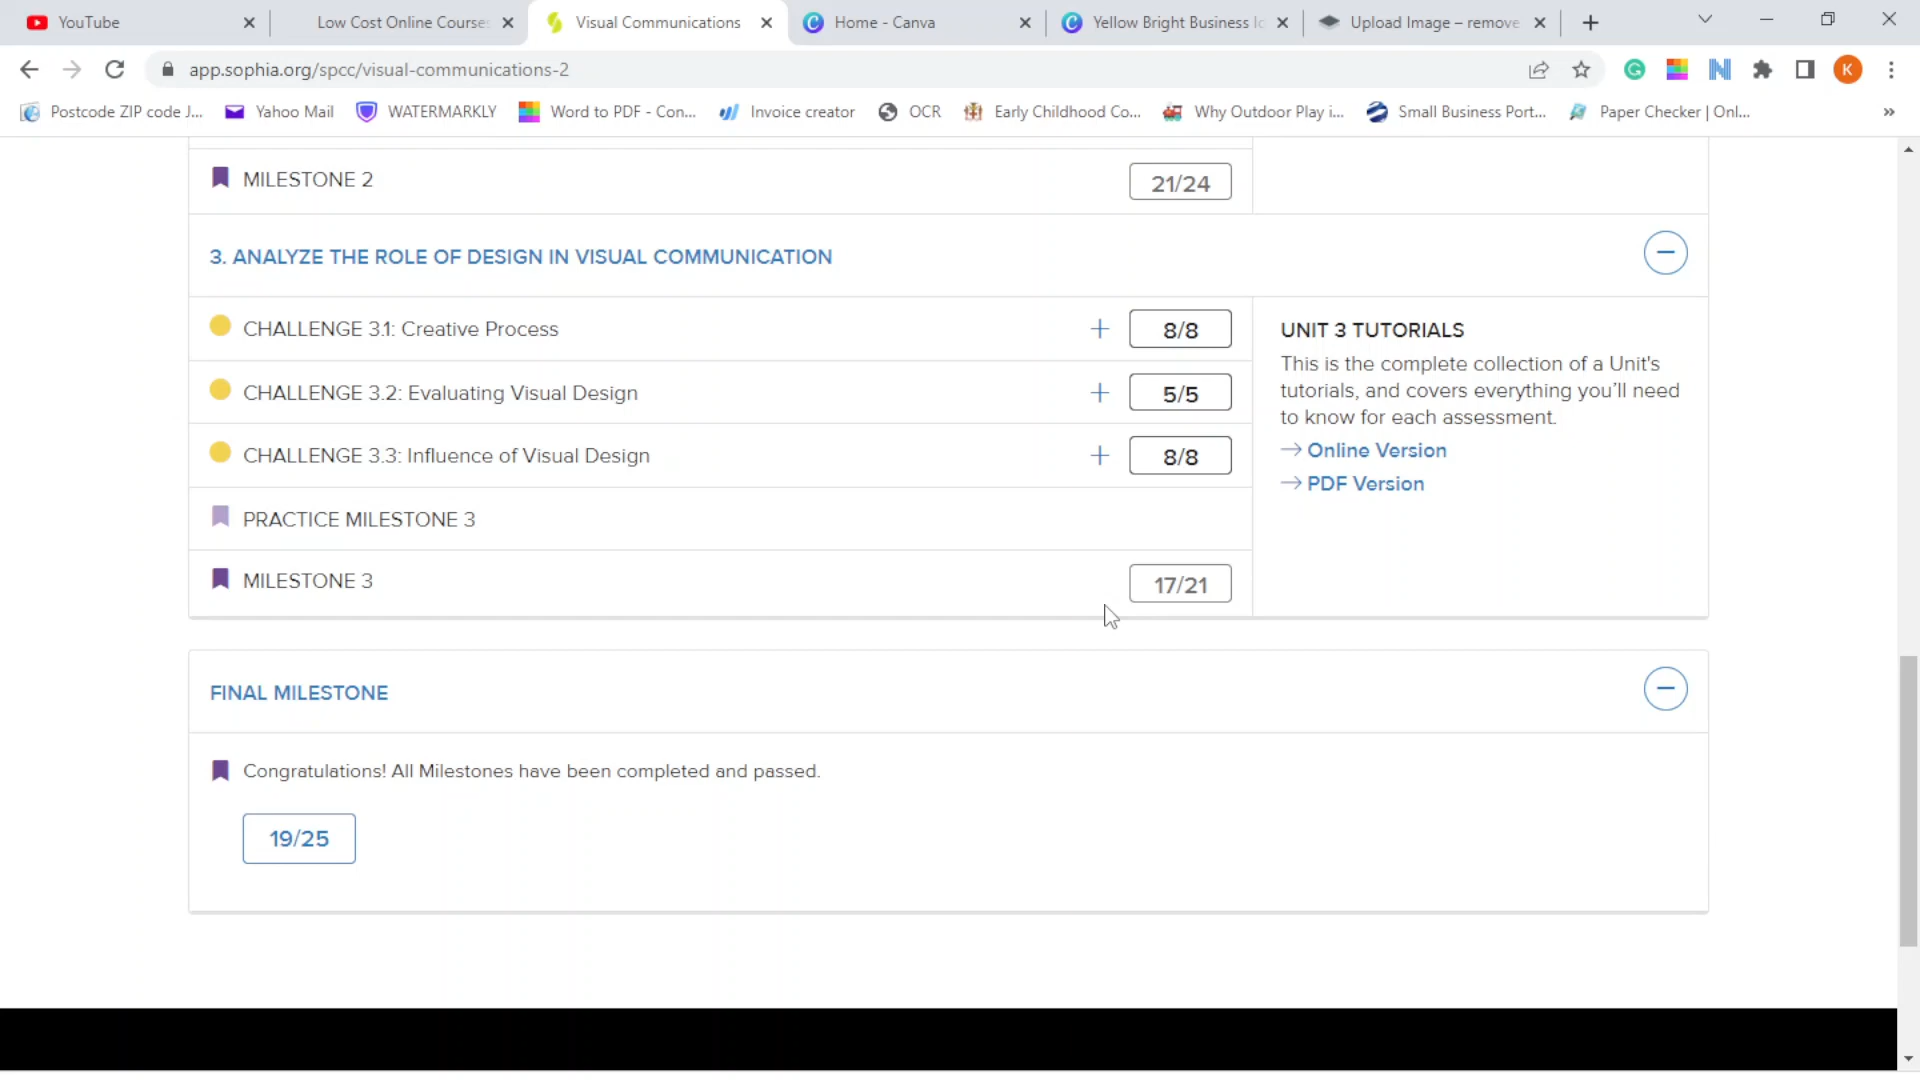 YouTube
Low Cost Online Course
Visual Communications
Home - Canva
Yellow Bright Business
Upload Image – remove
app.sophia.org/spcc/visual-communications-2
K
Postcode ZIP code J...
Yahoo Mail
WATERMARKLY
Word to PDF - Con...
Invoice creator
OCR
Early Childhood Co...
Why Outdoor Play i...
Small Business Port...
Paper Checker | Onl...
»
MILESTONE 2
21/24
3. ANALYZE THE ROLE OF DESIGN IN VISUAL COMMUNICATION
CHALLENGE 3.1: Creative Process
8/8
CHALLENGE 3.2: Evaluating Visual Design
5/5
CHALLENGE 3.3: Influence of Visual Design
8/8
PRACTICE MILESTONE 3
MILESTONE 3
17/21
UNIT 3 TUTORIALS
This is the complete collection of a Unit's
tutorials, and covers everything you'll need
to know for each assessment.
→ Online Version
→ PDF Version
FINAL MILESTONE
Congratulations! All Milestones have been completed and passed.
19/25